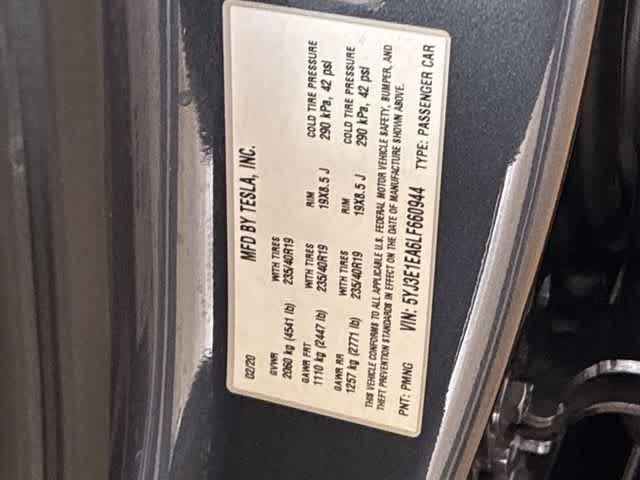 MFD BY TESLA, INC.
02/20
GVWR WITH TIRES RIM COLD TIRE PRESSURE
2060 kg (4541 lb) 235/40R19 19X8.5 J 290 kPa, 42 psi
GAWR FRT WITH TIRES
1110 kg (2447 lb) 235/40R19
GAWR RR WITH TIRES RIM COLD TIRE PRESSURE
1257 kg (2771 lb) 235/40R19 19X8.5 J 290 kPa, 42 psi
THIS VEHICLE CONFORMS TO ALL APPLICABLE U.S. FEDERAL MOTOR VEHICLE SAFETY, BUMPER, AND
THEFT PREVENTION STANDARDS IN EFFECT ON THE DATE OF MANUFACTURE SHOWN ABOVE.
PNT: PMNG VIN: 5YJ3E1EA6LF660944 TYPE: PASSENGER CAR